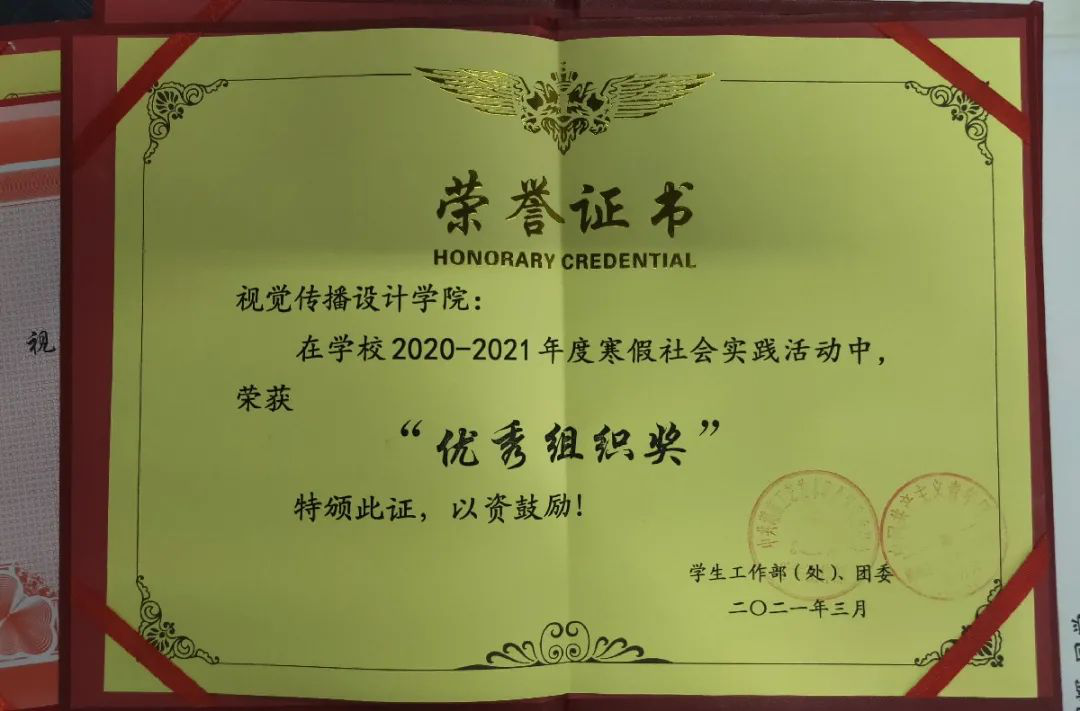 荣誉证书
HONORARY CREDENTIAL
视觉传播设计学院：
在学校2020-2021年度寒假社会实践活动中，
荣获
“优秀组织奖”
特颁此证，以资鼓励！
学生工作部（处）、团委
二〇二一年三月
视